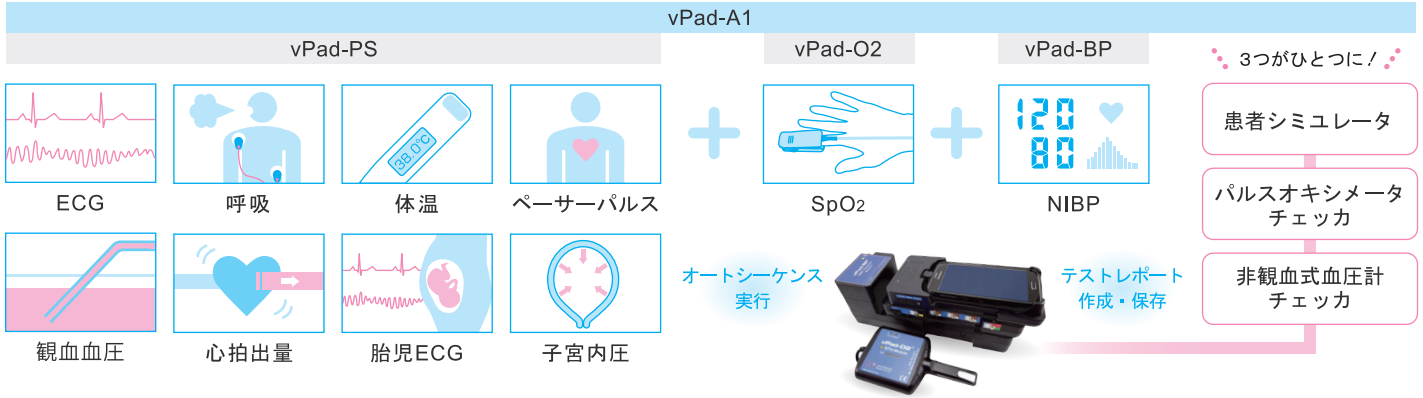 vPad-A1
vPad-PS
vPad-O2
vPad-BP
3つがひとつに!
38.0℃
120
80
ECG
呼吸
体温
ペーサーパルス
SpO2
NIBP
患者シミュレータ
パルスオキシメータ
チェッカ
非観血式血圧計
チェッカ
観血血圧
心拍出量
胎児ECG
子宮内圧
オートシーケンス
実行
vPad-O2
テストレポート
作成・保存